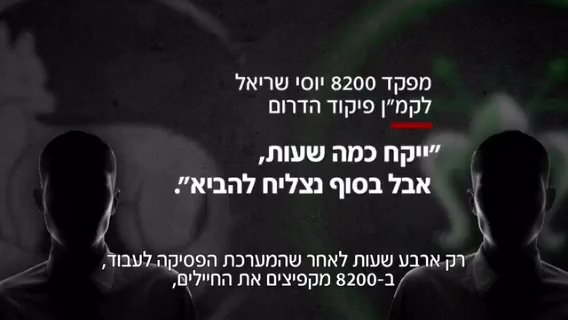 מפקד 8200 יוסי שריאל
לקמ"ן פיקוד הדרום
"ייקח כמה שעות,
אבל בסוף נצליח להביא".
רק ארבע שעות לאחר שהמערכת הפסיקה לעבוד,
ב-8200 מקפיצים את החיילים,